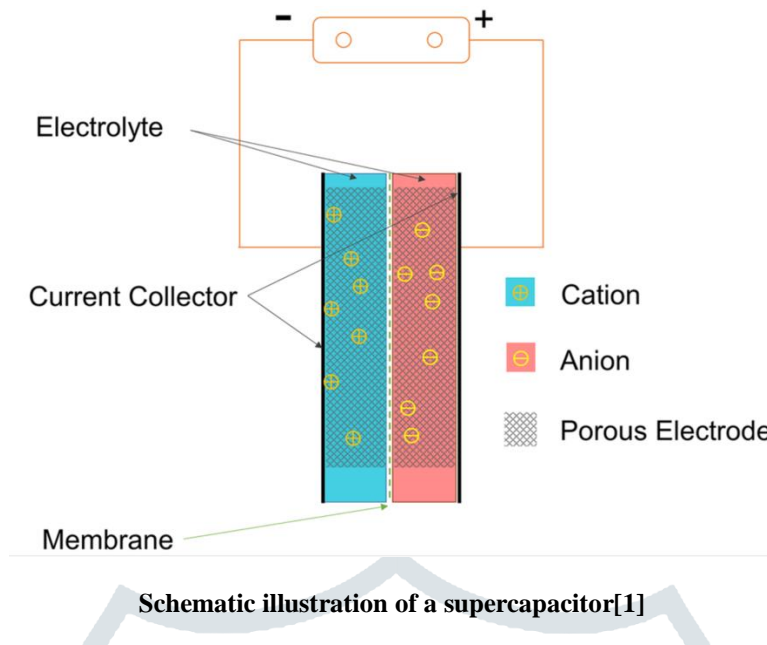 - +
Electrolyte
Current Collector
Cation
Anion
Porous Electrode
Membrane
Schematic illustration of a supercapacitor[1]